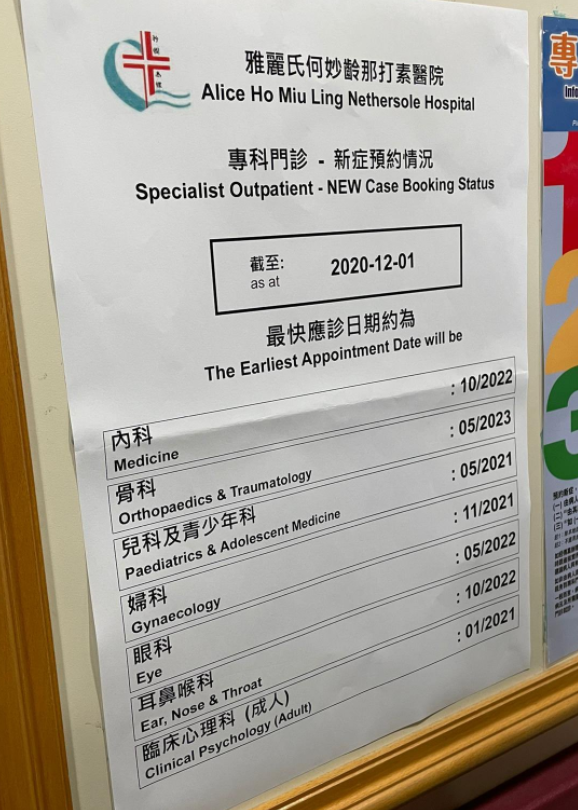 雅麗氏何妙齡那打素醫院
Alice Ho Miu Ling Nethersole Hospital
專科門診 - 新症預約情況
Specialist Outpatient - NEW Case Booking Status
截至: 2020-12-01
as at
最快應診日期約為
The Earliest Appointment Date will be
內科 : 10/2022
Medicine
骨科 : 05/2023
Orthopaedics & Traumatology
兒科及青少年科 : 05/2021
Paediatrics & Adolescent Medicine
婦科 : 11/2021
Gynaecology
眼科 : 05/2022
Eye
耳鼻喉科 : 10/2022
Ear, Nose & Throat
臨床心理科 (成人) : 01/2021
Clinical Psychology (Adult)
專
1
2
3